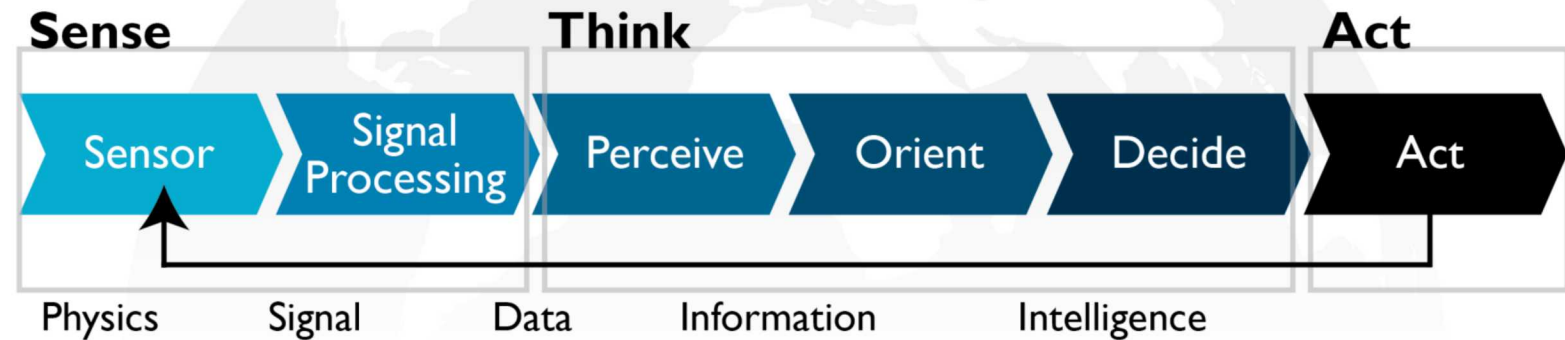 Sense Think Act
Sensor Signal Processing Perceive Orient Decide Act
Physics Signal Data Information Intelligence